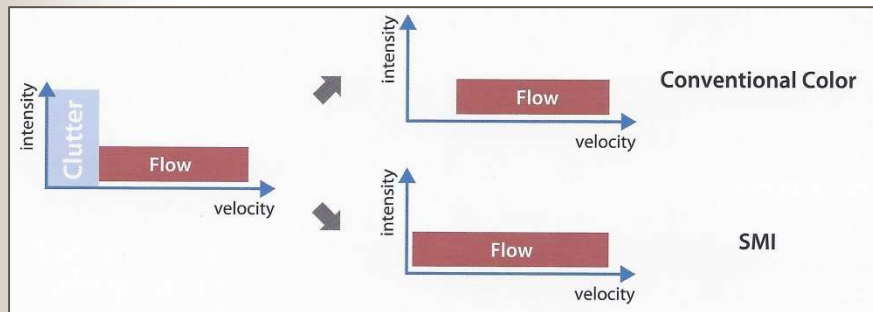 intensity
Clutter
Flow
velocity
intensity
Flow
velocity
Conventional Color
intensity
Flow
velocity
SMI